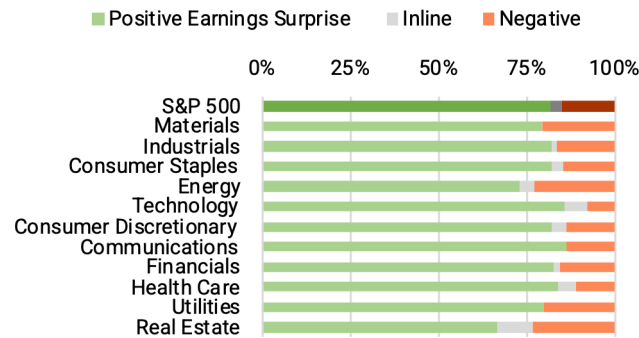 Positive Earnings Surprise Inline Negative
0% 25% 50% 75% 100%
S&P 500
Materials
Industrials
Consumer Staples
Energy
Technology
Consumer Discretionary
Communications
Financials
Health Care
Utilities
Real Estate